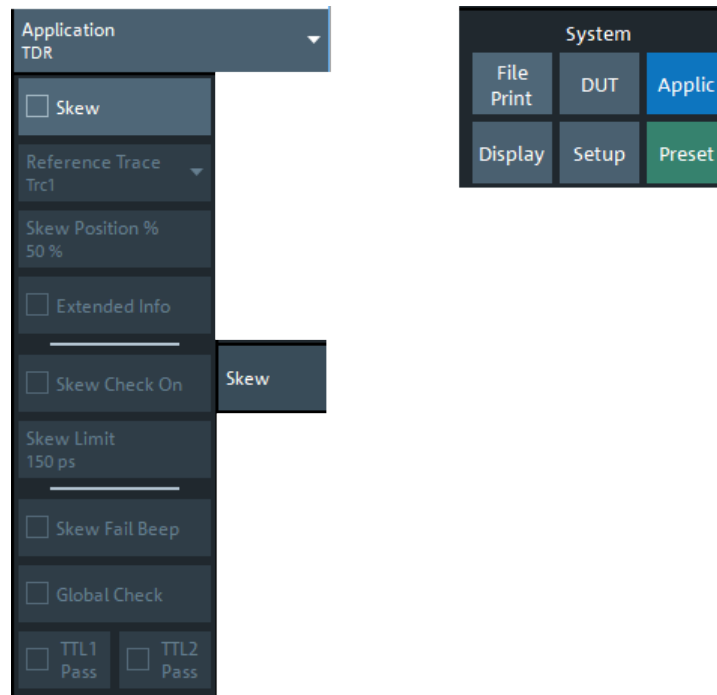 Application
TDR
Skew
Reference Trace
Trc1
Skew Position %
50 %
Extended Info
Skew Check On
Skew Limit
150 ps
Skew Fail Beep
Global Check
TTL1
Pass
TTL2
Pass
Skew
System
File
Print
DUT
Applic
Display
Setup
Preset